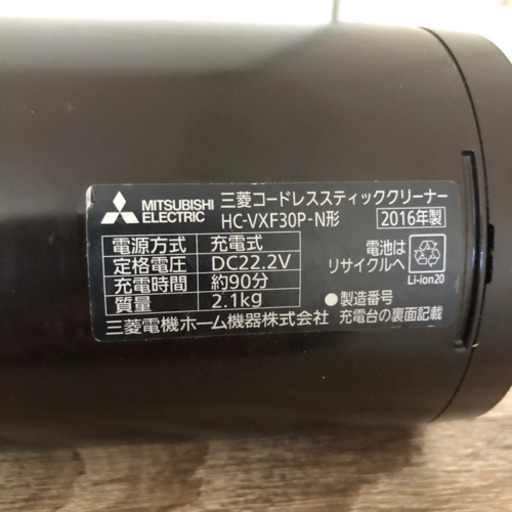 MITSUBISHI ELECTRIC 三菱コードレススティッククリーナー
HC-VXF30P-N形 2016年製
電源方式 充電式
定格電圧 DC22.2V
充電時間 約90分
質量 2.1kg
電池は
リサイクルへ
Li-ion20
●製造番号
三菱電機ホーム機器株式会社 充電台の裏面記載